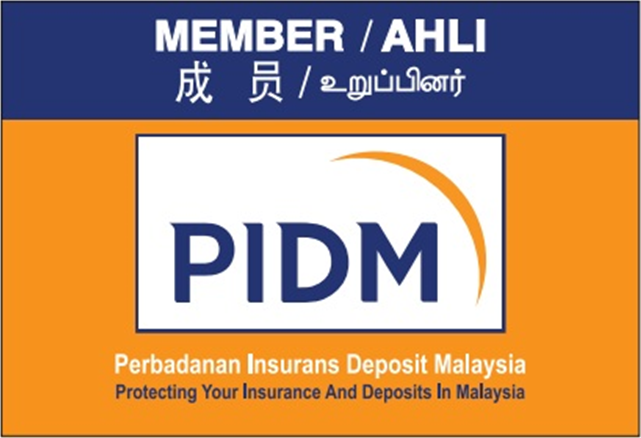 MEMBER / AHLI
成 员 / உறுப்பினர்
PIDM
Perbadanan Insurans Deposit Malaysia
Protecting Your Insurance And Deposits In Malaysia